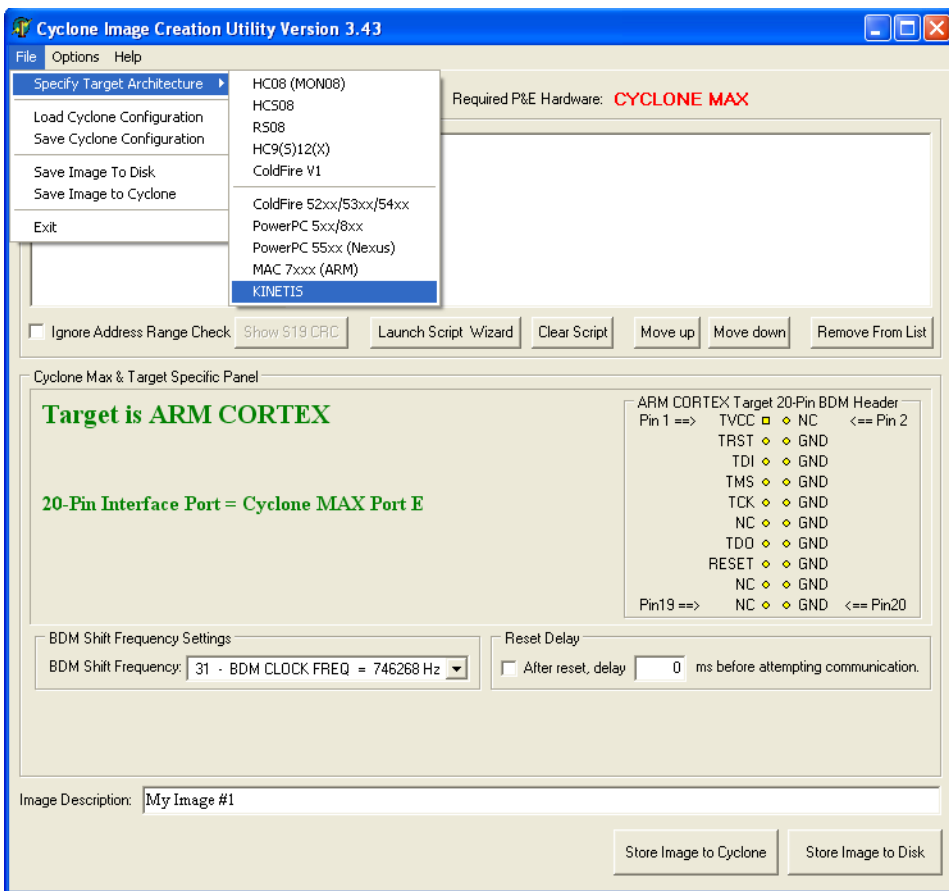 Cyclone Image Creation Utility Version 3.43
File Options Help
Specify Target Architecture
Load Cyclone Configuration
Save Cyclone Configuration
Save Image To Disk
Save Image to Cyclone
Exit
HC08 (MON08)
HCS08
RS08
HC9(S)12(X)
ColdFire V1
ColdFire 52xx/53xx/54xx
PowerPC 5xx/8xx
PowerPC 55xx (Nexus)
MAC 7xxx (ARM)
KINETIS
Required P&E Hardware: CYCLONE MAX
Ignore Address Range Check Show S19 CRC Launch Script Wizard Clear Script Move up Move down Remove From List
Cyclone Max & Target Specific Panel
Target is ARM CORTEX
20-Pin Interface Port = Cyclone MAX Port E
ARM CORTEX Target 20-Pin BDM Header
Pin 1 ==> TVCC NC <== Pin 2
TRST GND
TDI GND
TMS GND
TCK GND
NC GND
TDO GND
RESET GND
NC GND
Pin19 ==> NC GND <== Pin20
BDM Shift Frequency Settings
BDM Shift Frequency: 31 - BDM CLOCK FREQ = 746268 Hz
Reset Delay
After reset, delay 0 ms before attempting communication.
Image Description: My Image #1
Store Image to Cyclone Store Image to Disk